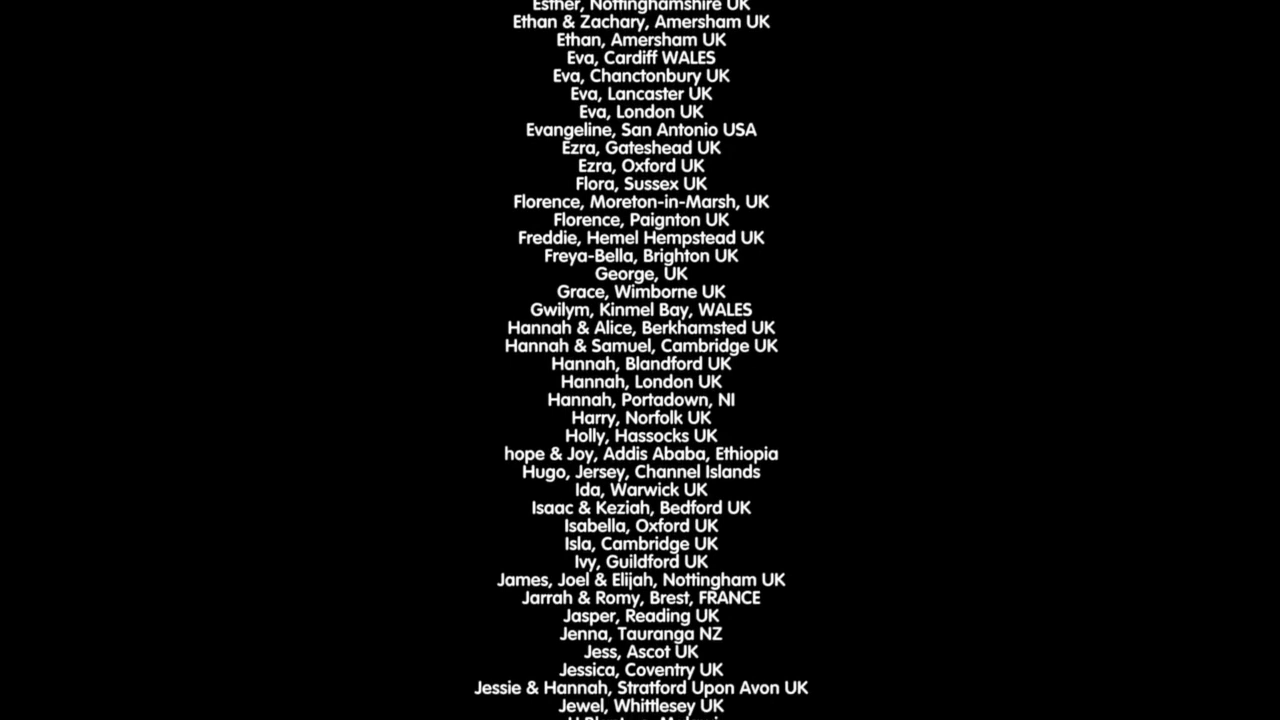 Esther, Nottinghamshire UK
Ethan & Zachary, Amersham UK
Ethan, Amersham UK
Eva, Cardiff WALES
Eva, Chanctonbury UK
Eva, Lancaster UK
Eva, London UK
Evangeline, San Antonio USA
Ezra, Gateshead UK
Ezra, Oxford UK
Flora, Sussex UK
Florence, Moreton-in-Marsh, UK
Florence, Paignton UK
Freddie, Hemel Hempstead UK
Freya-Bella, Brighton UK
George, UK
Grace, Wimborne UK
Gwilym, Kinmel Bay, WALES
Hannah & Alice, Berkhamsted UK
Hannah & Samuel, Cambridge UK
Hannah, Blandford UK
Hannah, London UK
Hannah, Portadown, NI
Harry, Norfolk UK
Holly, Hassocks UK
hope & Joy, Addis Ababa, Ethiopia
Hugo, Jersey, Channel Islands
Ida, Warwick UK
Isaac & Keziah, Bedford UK
Isabella, Oxford UK
Isla, Cambridge UK
Ivy, Guildford UK
James, Joel & Elijah, Nottingham UK
Jarrah & Romy, Brest, FRANCE
Jasper, Reading UK
Jenna, Tauranga NZ
Jess, Ascot UK
Jessica, Coventry UK
Jessie & Hannah, Stratford Upon Avon UK
Jewel, Whittlesey UK